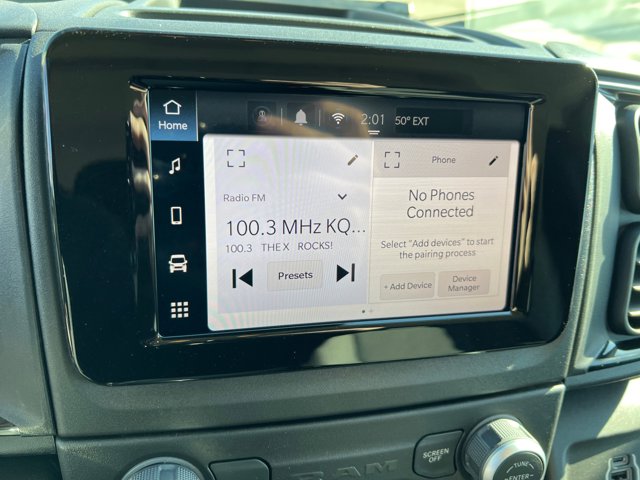 Home
2:01 50° EXT
Radio FM
100.3 MHz KQ...
100.3 THE X ROCKS!
Presets
Phone
No Phones
Connected
Select "Add devices" to start
the pairing process
+ Add Device
Device
Manager
RAM
SCREEN
OFF
TUNE
ENTER